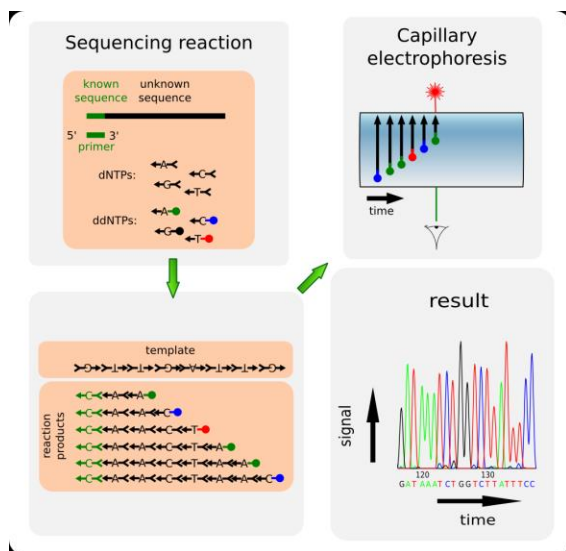 Sequencing reaction
known
sequence
unknown
sequence
5' 3'
primer
dNTPs:
A C
G T
ddNTPs:
A C
G T
Capillary
electrophoresis
time
template
G T T G A T T G
reaction
products
C A A
C A A C
C A A C T
C A A C T A
C A A C T A A
C A A C T A A C
result
signal
120 130
GATAAATCTGGTCTTATTTCC
time